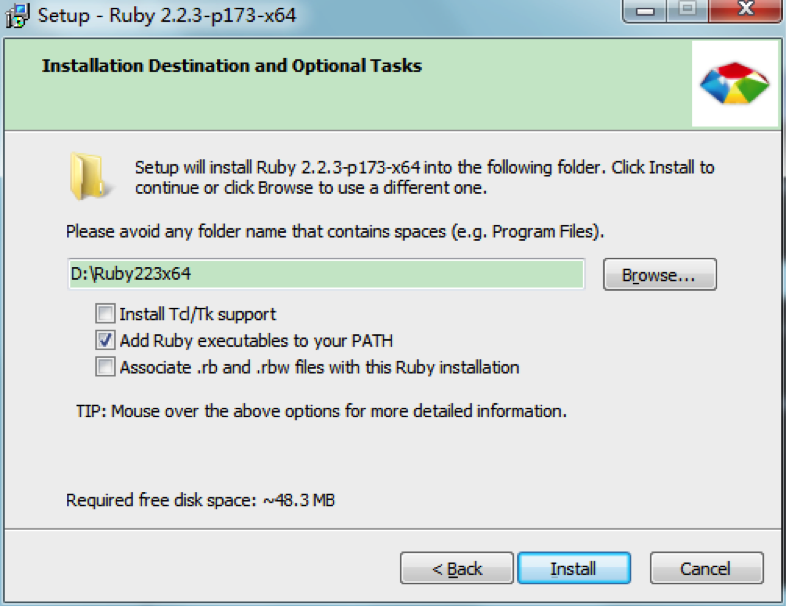 Setup - Ruby 2.2.3-p173-x64
Installation Destination and Optional Tasks
Setup will install Ruby 2.2.3-p173-x64 into the following folder. Click Install to
continue or click Browse to use a different one.
Please avoid any folder name that contains spaces (e.g. Program Files).
D:\Ruby223x64
Browse...
Install Tcl/Tk support
Add Ruby executables to your PATH
Associate .rb and .rbw files with this Ruby installation
TIP: Mouse over the above options for more detailed information.
Required free disk space: ~48.3 MB
< Back
Install
Cancel